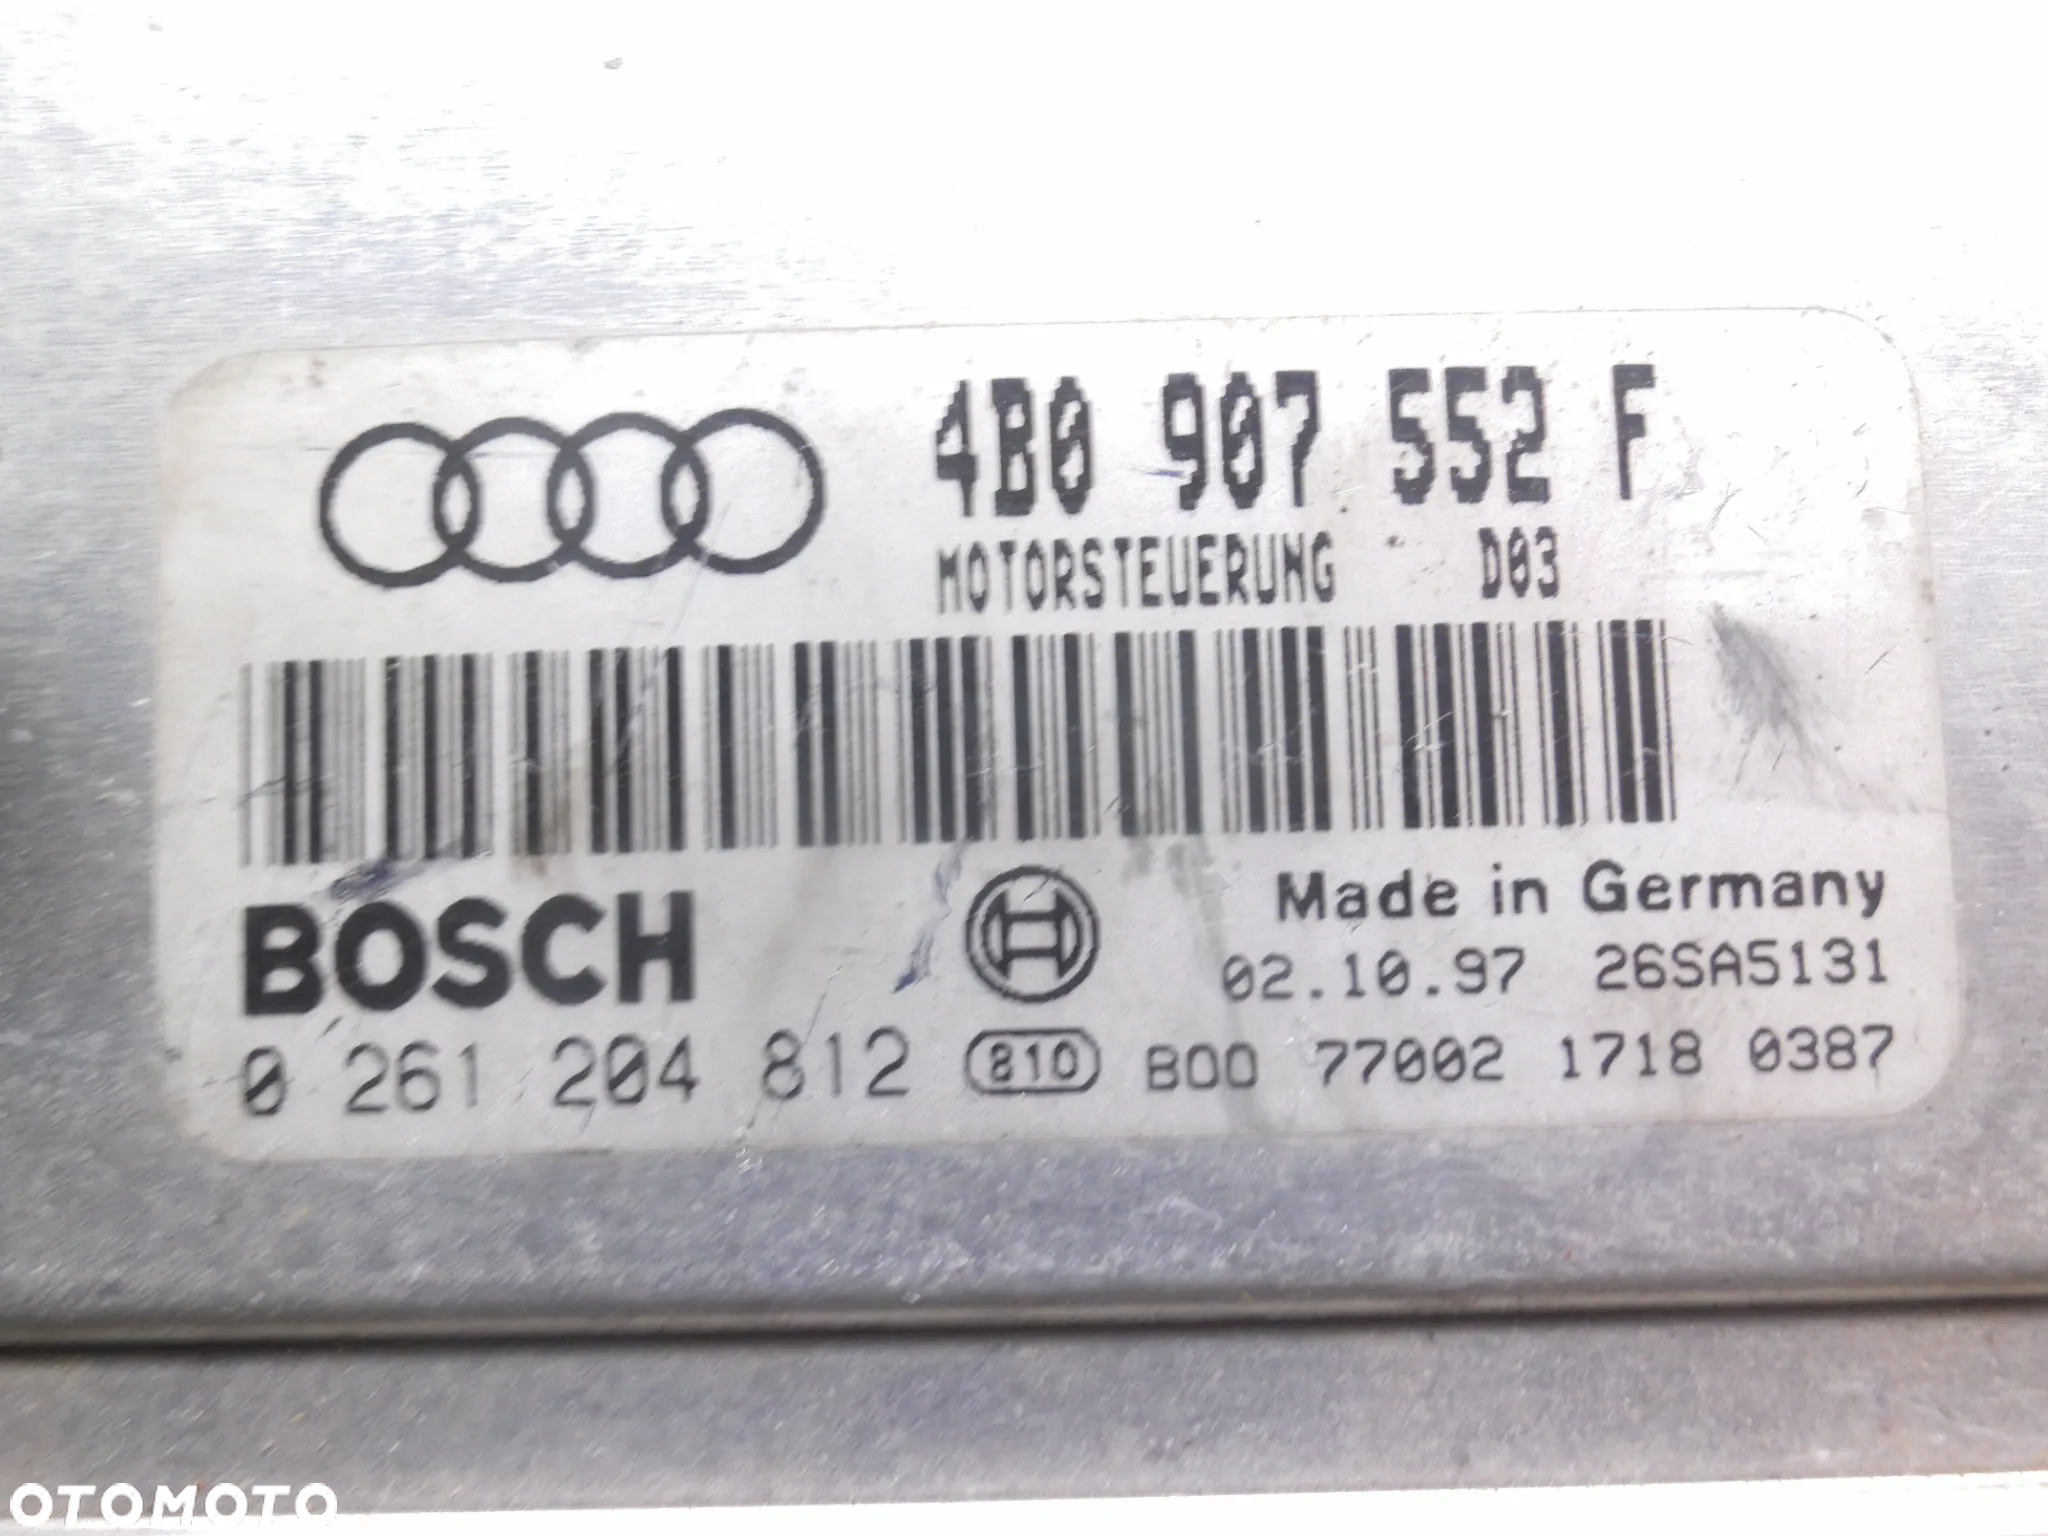 4B0 907 552 F
MOTORSTEUERUNG D03
BOSCH
Made in Germany
02.10.97 26SA5131
0 261 204 812 810 B00 77002 1718 0387
OTOMOTO